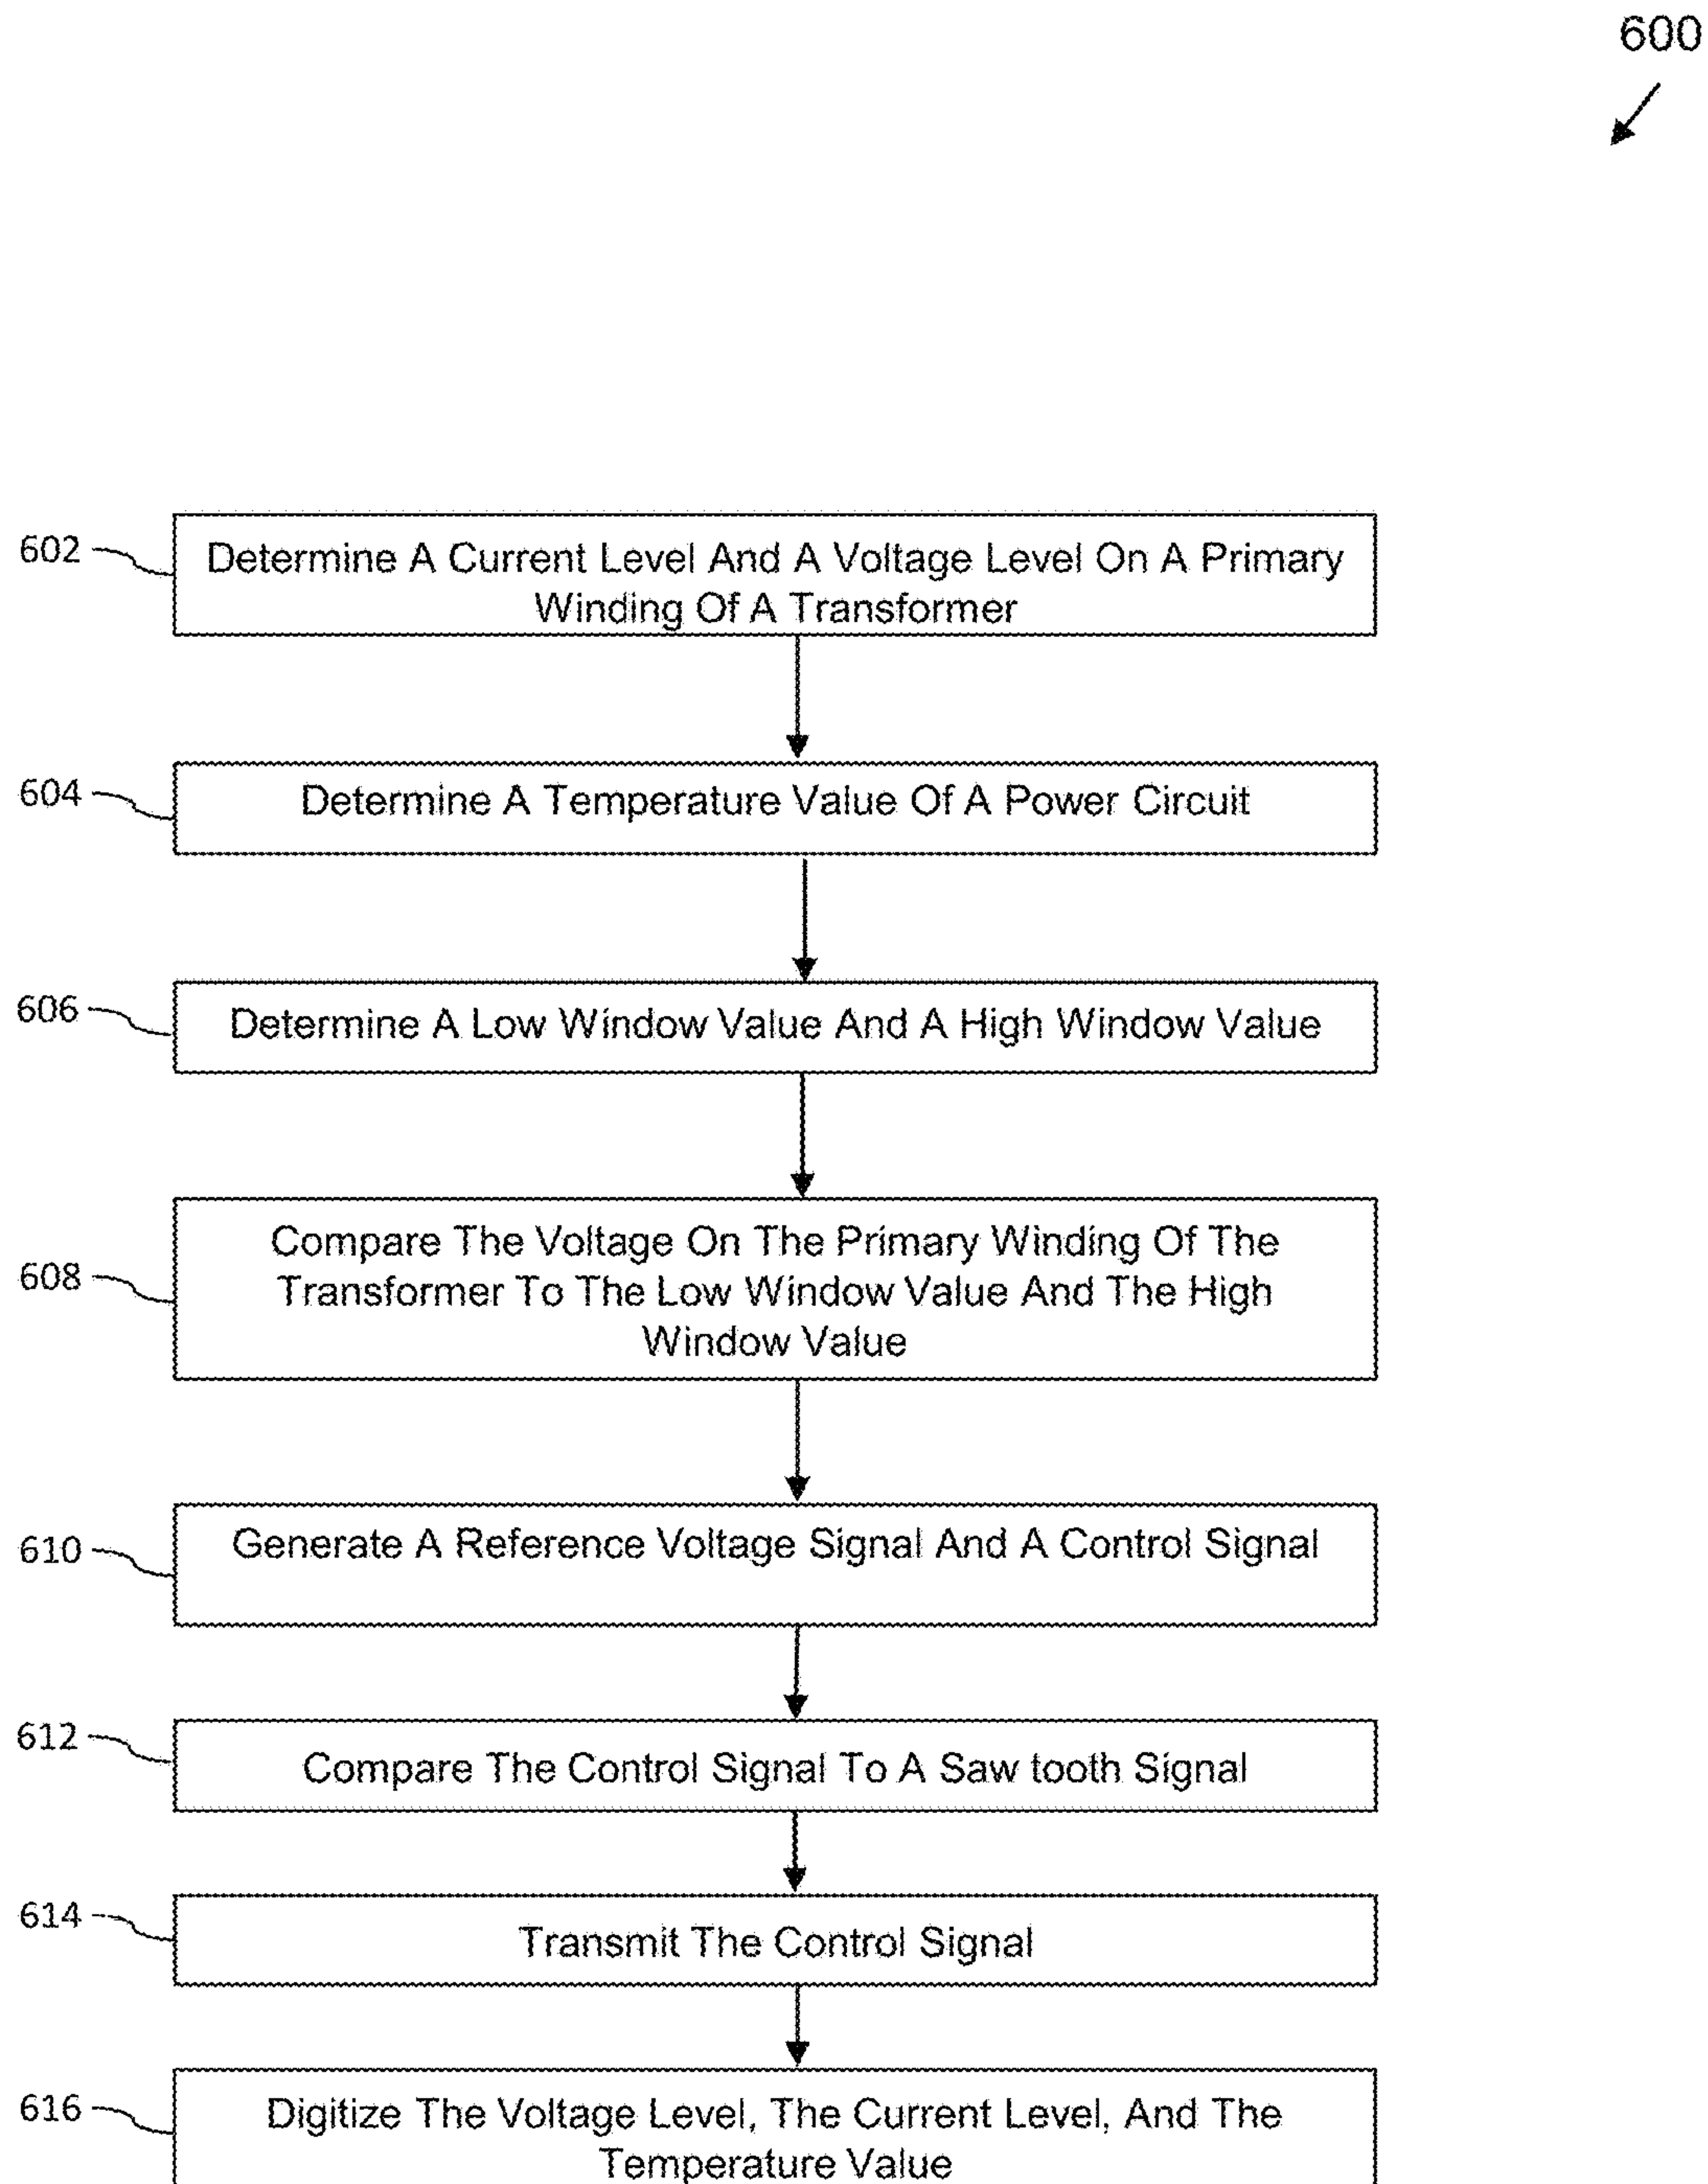 600
602
Determine A Current Level And A Voltage Level On A Primary
Winding Of A Transformer
604
Determine A Temperature Value Of A Power Circuit
606
Determine A Low Window Value And A High Window Value
608
Compare The Voltage On The Primary Winding Of The
Transformer To The Low Window Value And The High
Window Value
610
Generate A Reference Voltage Signal And A Control Signal
612
Compare The Control Signal To A Saw tooth Signal
614
Transmit The Control Signal
616
Digitize The Voltage Level, The Current Level, And The
Temperature Value